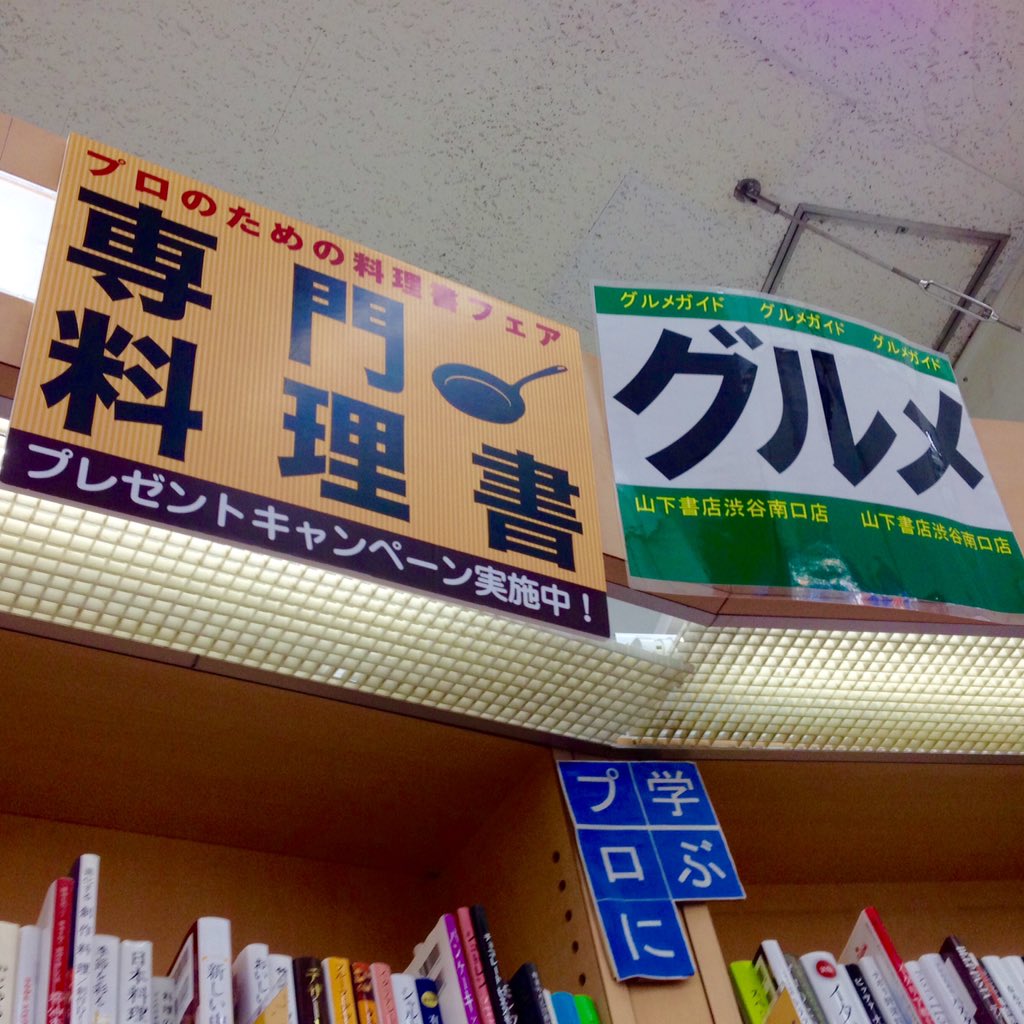 プロのための料理書フェア
専門
料理書
プレゼントキャンペーン実施中!
グルメガイド グルメガイド グルメガイド
グルメ
山下書店渋谷南口店 山下書店渋谷南口店
プロに
学ぶ
日本料理
新しい